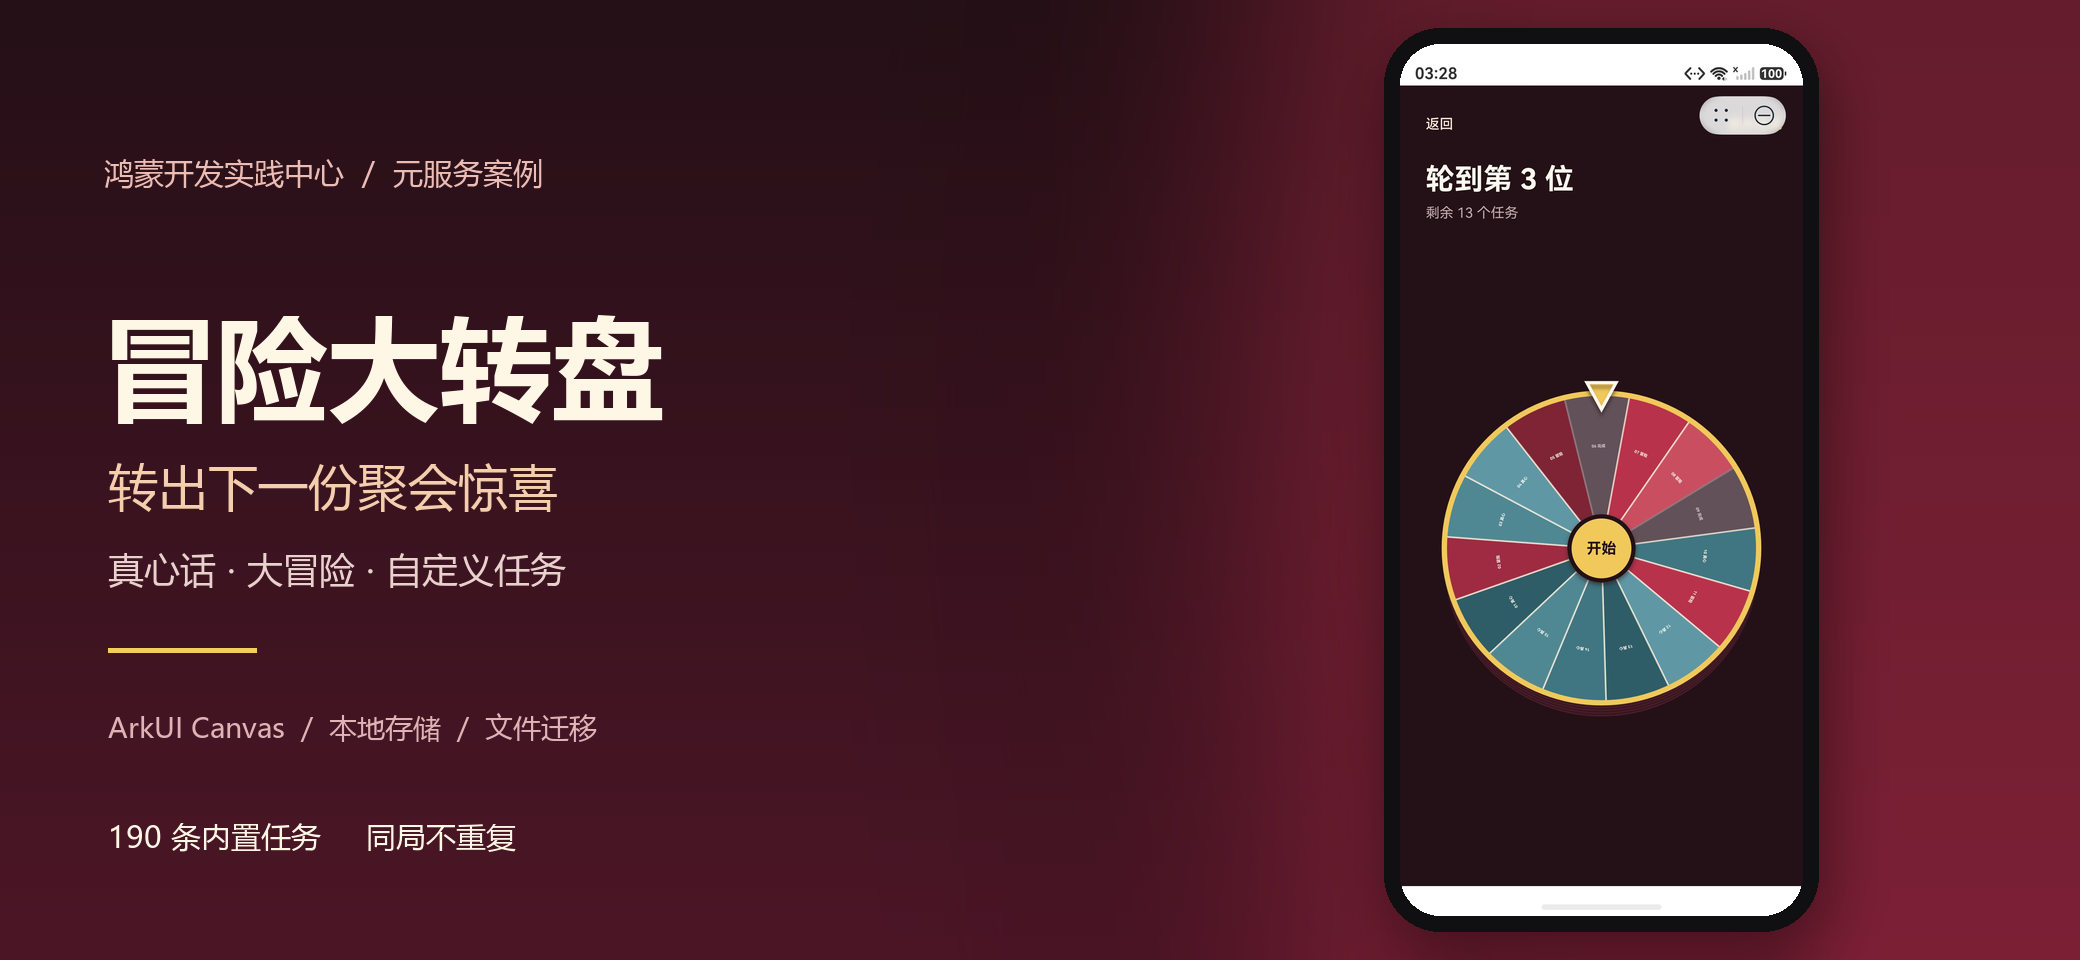 鸿蒙开发实践中心 / 元服务案例
冒险大转盘
转出下一份聚会惊喜
真心话 · 大冒险 · 自定义任务
ArkUI Canvas / 本地存储 / 文件迁移
190 条内置任务 同局不重复
03:28
100
返回
轮到第 3 位
剩余 13 个任务
开始